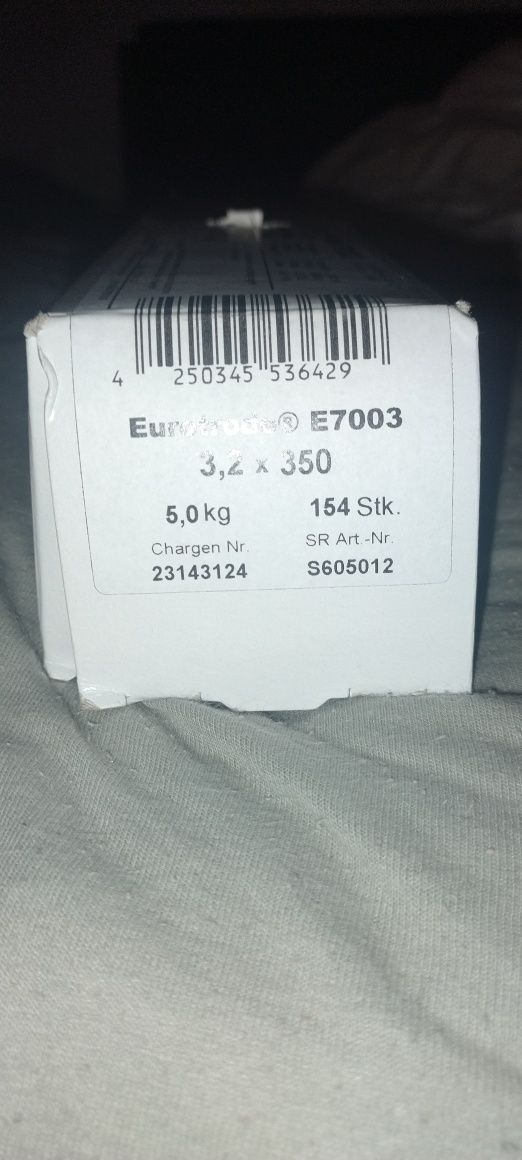 4 250345 536429
Eurotrode® E7003
3,2 x 350
5,0 kg 154 Stk.
Chargen Nr. SR Art.-Nr.
23143124 S605012